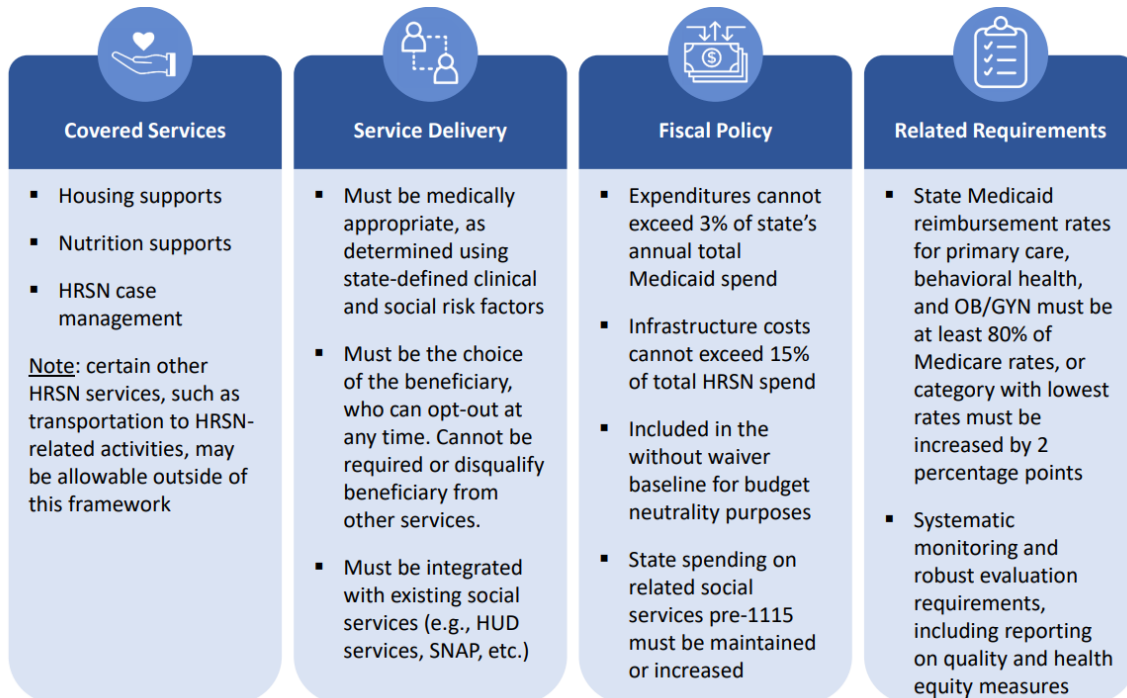 Covered Services
▪ Housing supports
▪ Nutrition supports
▪ HRSN case
management
Note: certain other
HRSN services, such as
transportation to HRSN-
related activities, may
be allowable outside of
this framework
Service Delivery
▪ Must be medically
appropriate, as
determined using
state-defined clinical
and social risk factors
▪ Must be the choice
of the beneficiary,
who can opt-out at
any time. Cannot be
required or disqualify
beneficiary from
other services.
▪ Must be integrated
with existing social
services (e.g., HUD
services, SNAP, etc.)
$
Fiscal Policy
▪ Expenditures cannot
exceed 3% of state’s
annual total
Medicaid spend
▪ Infrastructure costs
cannot exceed 15%
of total HRSN spend
▪ Included in the
without waiver
baseline for budget
neutrality purposes
▪ State spending on
related social
services pre-1115
must be maintained
or increased
Related Requirements
▪ State Medicaid
reimbursement rates
for primary care,
behavioral health,
and OB/GYN must be
at least 80% of
Medicare rates, or
category with lowest
rates must be
increased by 2
percentage points
▪ Systematic
monitoring and
robust evaluation
requirements,
including reporting
on quality and health
equity measures